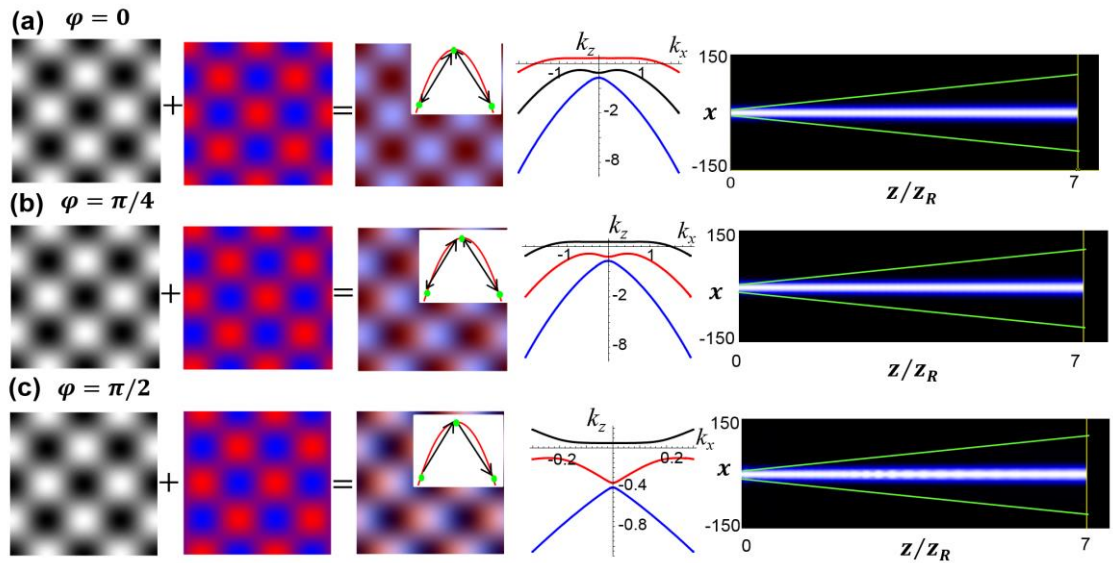 (a) φ = 0
+ =
k_z k_x
-1 1
-2
-8
150
x
-150
0 7
z/z_R
(b) φ = π/4
+ =
k_z k_x
-1 1
-2
-8
150
x
-150
0 7
z/z_R
(c) φ = π/2
+ =
k_z k_x
-0.2 0.2
-0.4
-0.8
150
x
-150
0 7
z/z_R